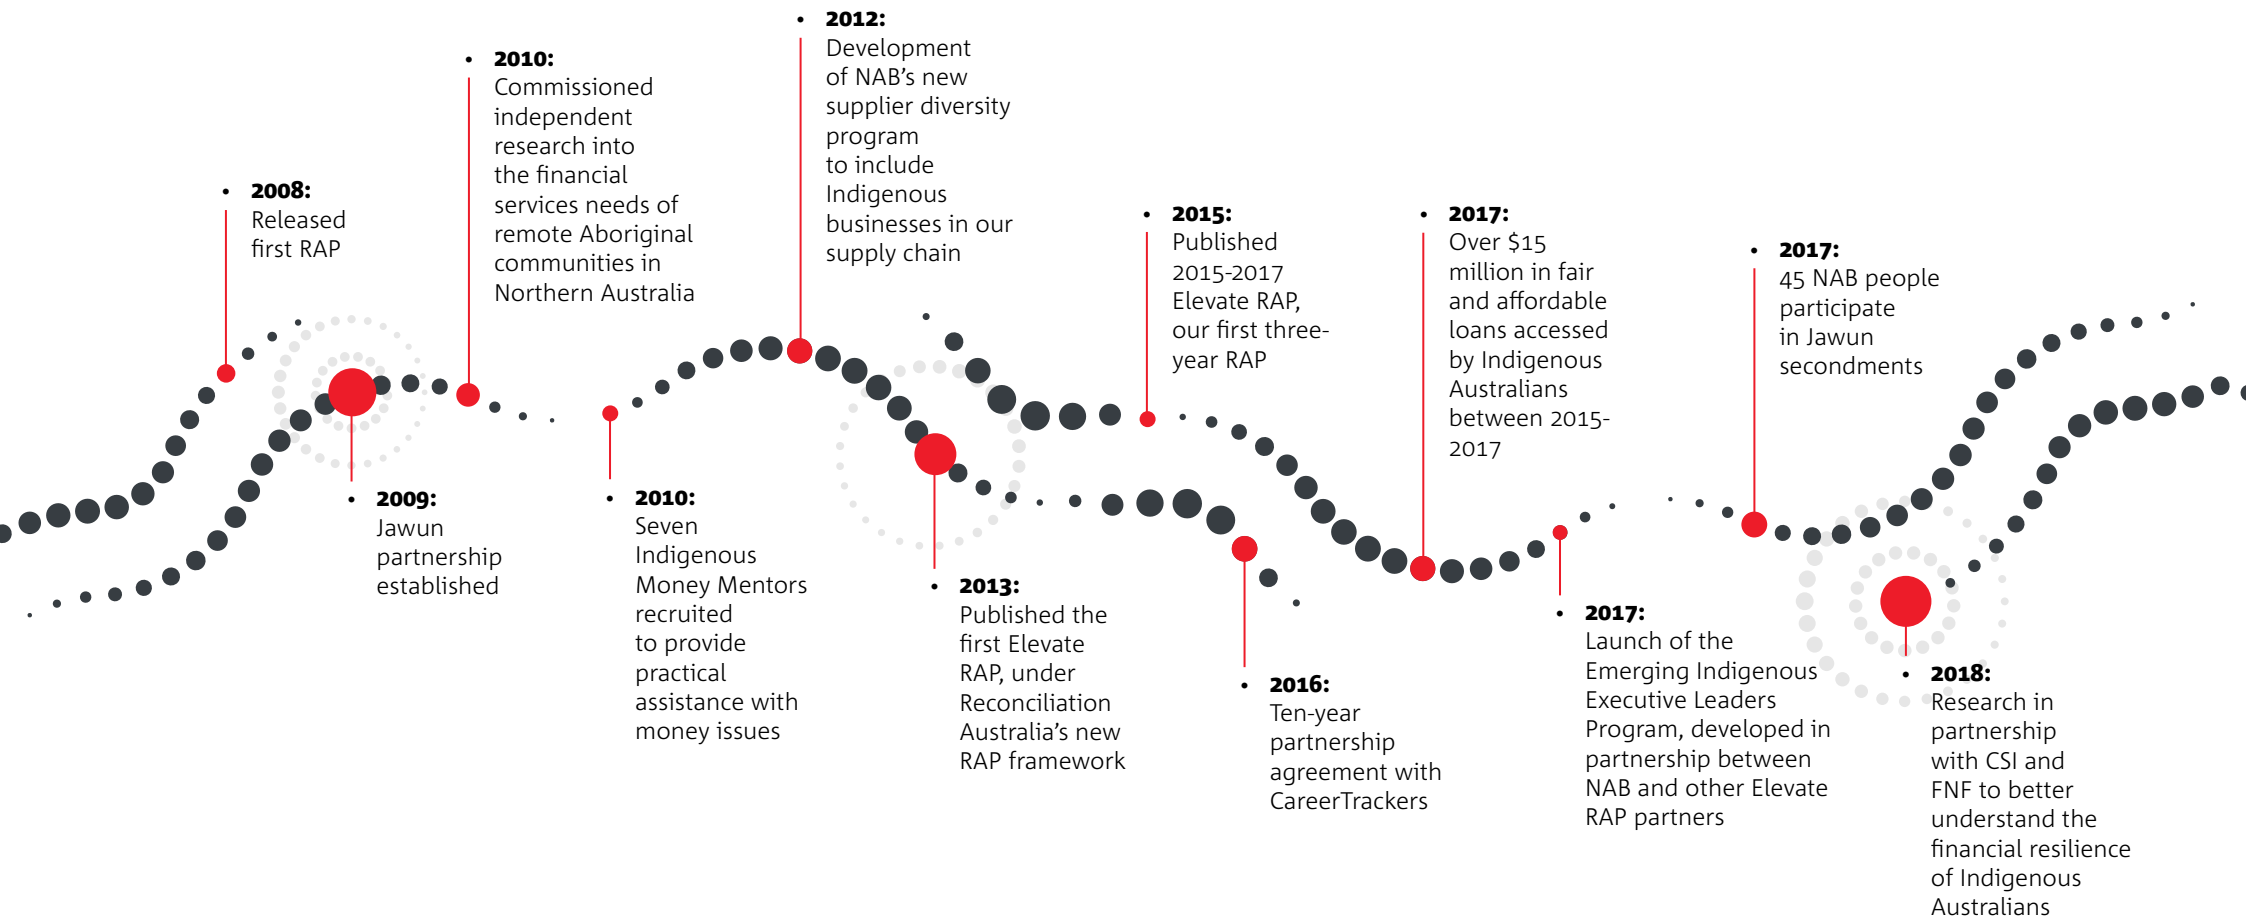 • 2008:
Released
first RAP
• 2009:
Jawun
partnership
established
• 2010:
Commissioned
independent
research into
the financial
services needs of
remote Aboriginal
communities in
Northern Australia
• 2010:
Seven
Indigenous
Money Mentors
recruited
to provide
practical
assistance with
money issues
• 2012:
Development
of NAB’s new
supplier diversity
program
to include
Indigenous
businesses in our
supply chain
• 2013:
Published the
first Elevate
RAP, under
Reconciliation
Australia’s new
RAP framework
• 2015:
Published
2015-2017
Elevate RAP,
our first three-
year RAP
• 2016:
Ten-year
partnership
agreement with
CareerTrackers
• 2017:
Over $15
million in fair
and affordable
loans accessed
by Indigenous
Australians
between 2015-
2017
• 2017:
Launch of the
Emerging Indigenous
Executive Leaders
Program, developed in
partnership between
NAB and other Elevate
RAP partners
• 2017:
45 NAB people
participate
in Jawun
secondments
• 2018:
Research in
partnership
with CSI and
FNF to better
understand the
financial resilience
of Indigenous
Australians